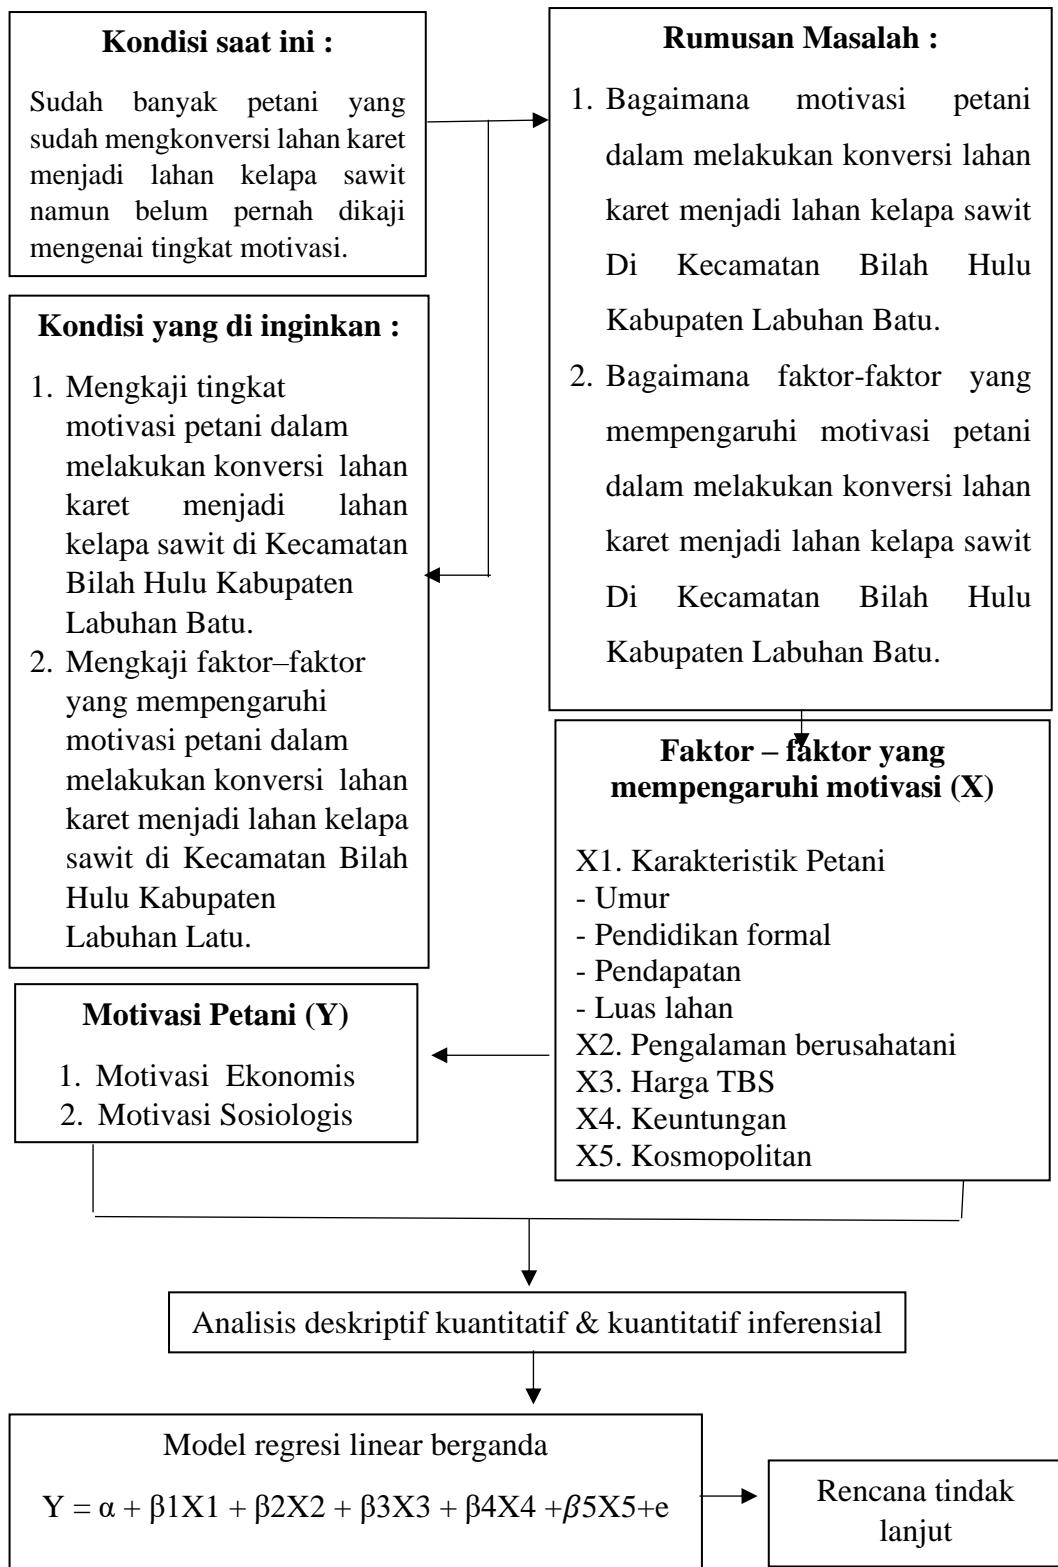 Kondisi saat ini :
Sudah banyak petani yang
sudah mengkonversi lahan karet
menjadi lahan kelapa sawit
namun belum pernah dikaji
mengenai tingkat motivasi.
Rumusan Masalah :
1. Bagaimana motivasi petani
dalam melakukan konversi lahan
karet menjadi lahan kelapa sawit
Di Kecamatan Bilah Hulu
Kabupaten Labuhan Batu.
2. Bagaimana faktor-faktor yang
mempengaruhi motivasi petani
dalam melakukan konversi lahan
karet menjadi lahan kelapa sawit
Di Kecamatan Bilah Hulu
Kabupaten Labuhan Batu.
Kondisi yang di inginkan :
1. Mengkaji tingkat
motivasi petani dalam
melakukan konversi lahan
karet menjadi lahan
kelapa sawit di Kecamatan
Bilah Hulu Kabupaten
Labuhan Batu.
2. Mengkaji faktor–faktor
yang mempengaruhi
motivasi petani dalam
melakukan konversi lahan
karet menjadi lahan kelapa
sawit di Kecamatan Bilah
Hulu Kabupaten
Labuhan Latu.
Faktor – faktor yang
mempengaruhi motivasi (X)
X1. Karakteristik Petani
- Umur
- Pendidikan formal
- Pendapatan
- Luas lahan
X2. Pengalaman berusahatani
X3. Harga TBS
X4. Keuntungan
X5. Kosmopolitan
Motivasi Petani (Y)
1. Motivasi Ekonomis
2. Motivasi Sosiologis
Analisis deskriptif kuantitatif & kuantitatif inferensial
Model regresi linear berganda
Y = α + β1X1 + β2X2 + β3X3 + β4X4 +β5X5+e
Rencana tindak
lanjut